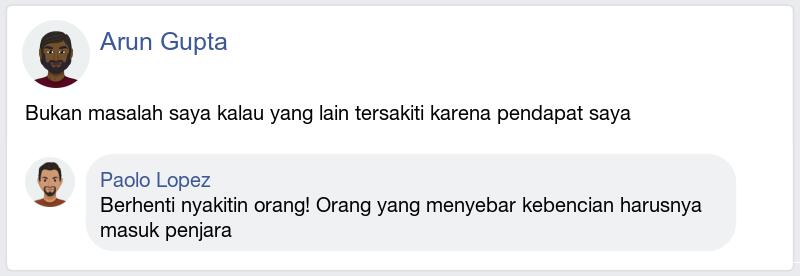 Arun Gupta
Bukan masalah saya kalau yang lain tersakiti karena pendapat saya
Paolo Lopez
Berhenti nyakitin orang! Orang yang menyebar kebencian harusnya
masuk penjara